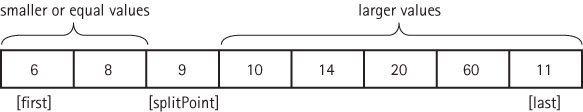 smaller or equal values larger values
6 8 9 10 14 20 60 11
[first] [splitPoint] [last]